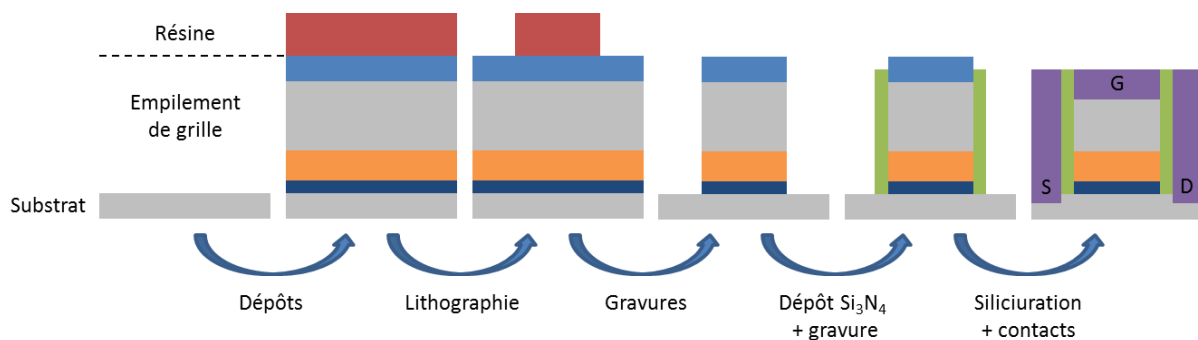 Résine
Empilement
de grille
Substrat
G
S
D
Dépôts
Lithographie
Gravures
Dépôt Si₃N₄
+ gravure
Siliciuration
+ contacts